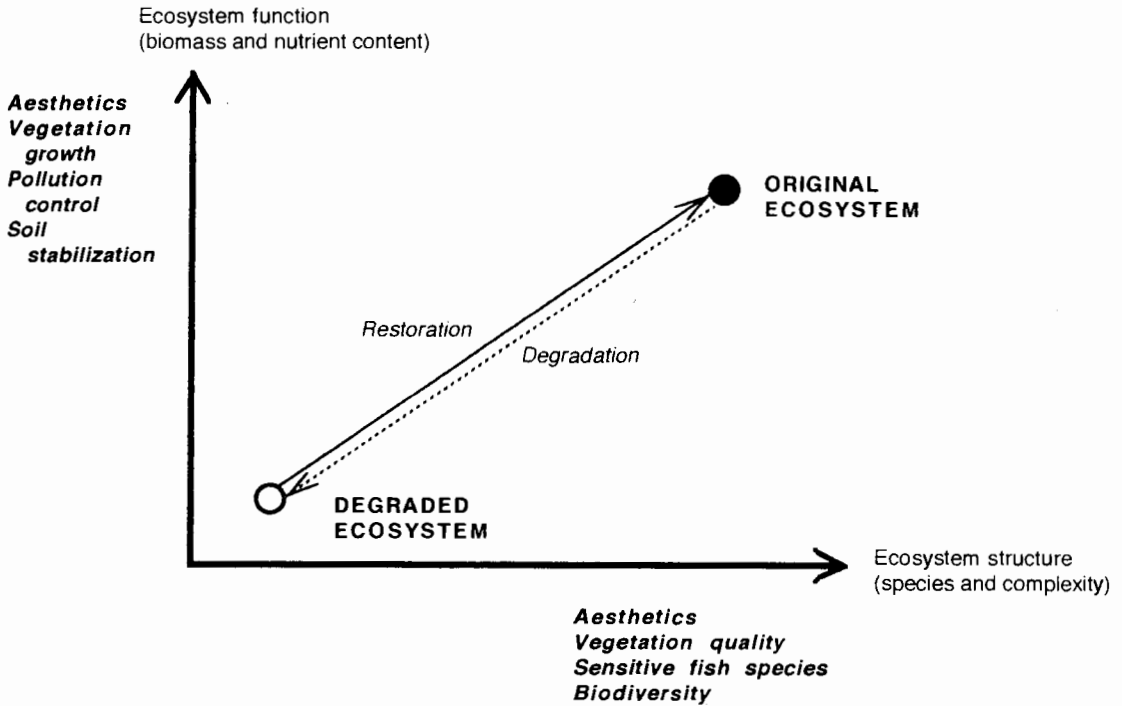 Ecosystem function
(biomass and nutrient content)
Aesthetics
Vegetation
growth
Pollution
control
Soil
stabilization
ORIGINAL
ECOSYSTEM
Restoration
Degradation
DEGRADED
ECOSYSTEM
Ecosystem structure
(species and complexity)
Aesthetics
Vegetation quality
Sensitive fish species
Biodiversity